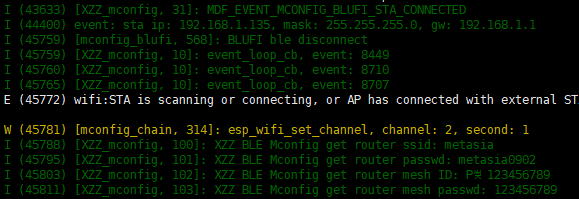 I (43633) [XZZ_mconfig, 31]: MDF_EVENT_MCONFIG_BLUFI_STA_CONNECTED
I (44400) event: sta ip: 192.168.1.135, mask: 255.255.255.0, gw: 192.168.1.1
I (45759) [mconfig_blufi, 568]: BLUFI ble disconnect
I (45759) [XZZ_mconfig, 10]: event_loop_cb, event: 8449
I (45760) [XZZ_mconfig, 10]: event_loop_cb, event: 8710
I (45765) [XZZ_mconfig, 10]: event_loop_cb, event: 8707
E (45772) wifi:STA is scanning or connecting, or AP has connected with external ST
W (45781) [mconfig_chain, 314]: esp_wifi_set_channel, channel: 2, second: 1
I (45788) [XZZ_mconfig, 100]: XZZ BLE Mconfig get router ssid: metasia
I (45795) [XZZ_mconfig, 101]: XZZ BLE Mconfig get router passwd: metasia0902
I (45803) [XZZ_mconfig, 102]: XZZ BLE Mconfig get router mesh ID: 123456789
I (45811) [XZZ_mconfig, 103]: XZZ BLE Mconfig get router mesh passwd: 123456789